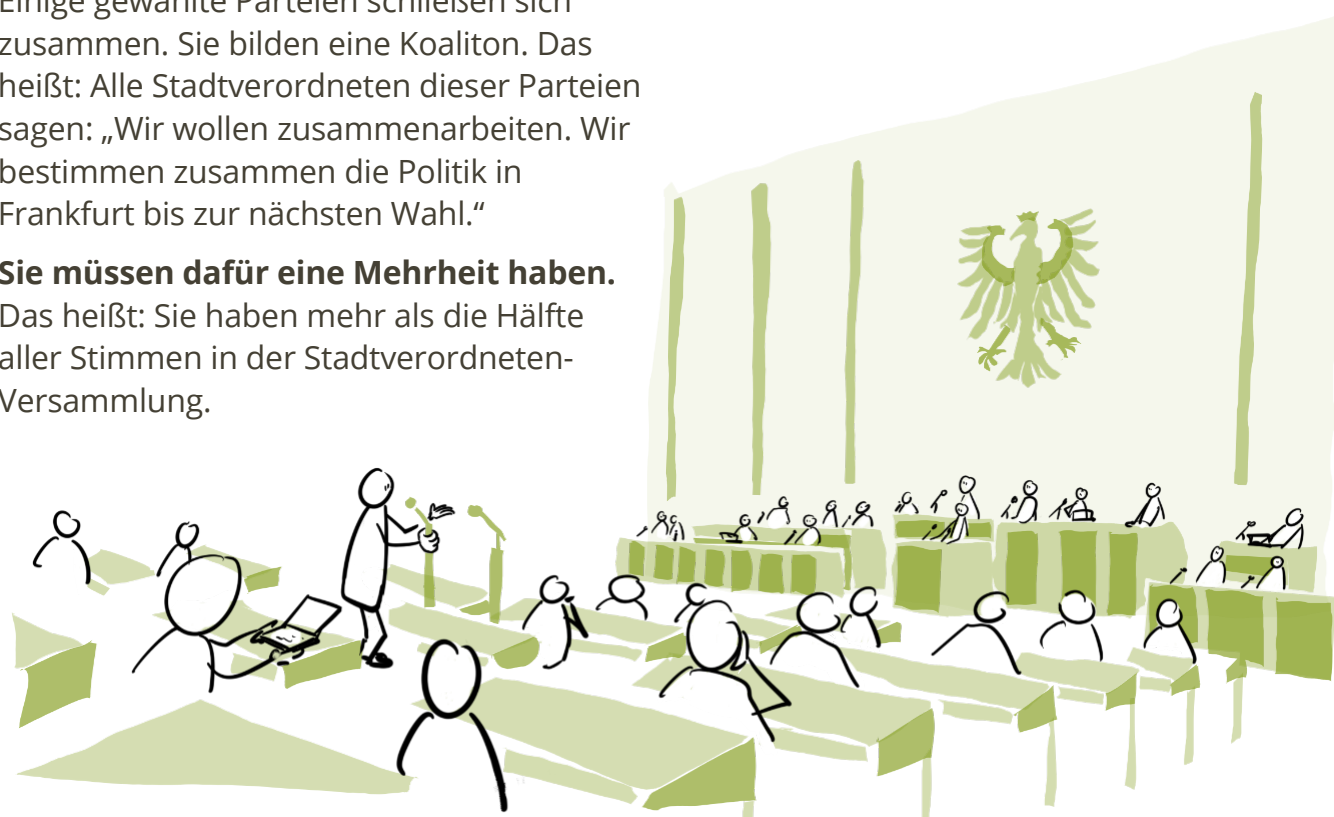 Einige gewählte Parteien schließen sich
zusammen. Sie bilden eine Koaliton. Das
heißt: Alle Stadtverordneten dieser Parteien
sagen: „Wir wollen zusammenarbeiten. Wir
bestimmen zusammen die Politik in
Frankfurt bis zur nächsten Wahl.“
Sie müssen dafür eine Mehrheit haben.
Das heißt: Sie haben mehr als die Hälfte
aller Stimmen in der Stadtverordneten-
Versammlung.